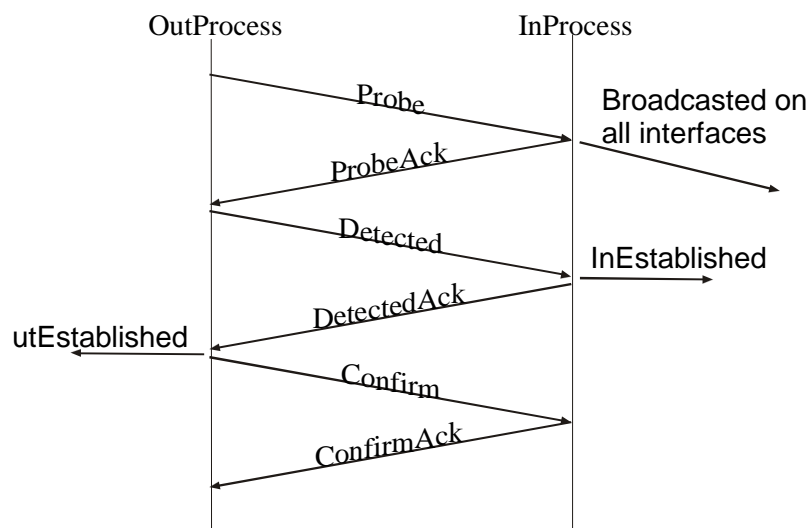 OutProcess
InProcess
Probe
Broadcasted on
all interfaces
ProbeAck
Detected
InEstablished
DetectedAck
utEstablished
Confirm
ConfirmAck